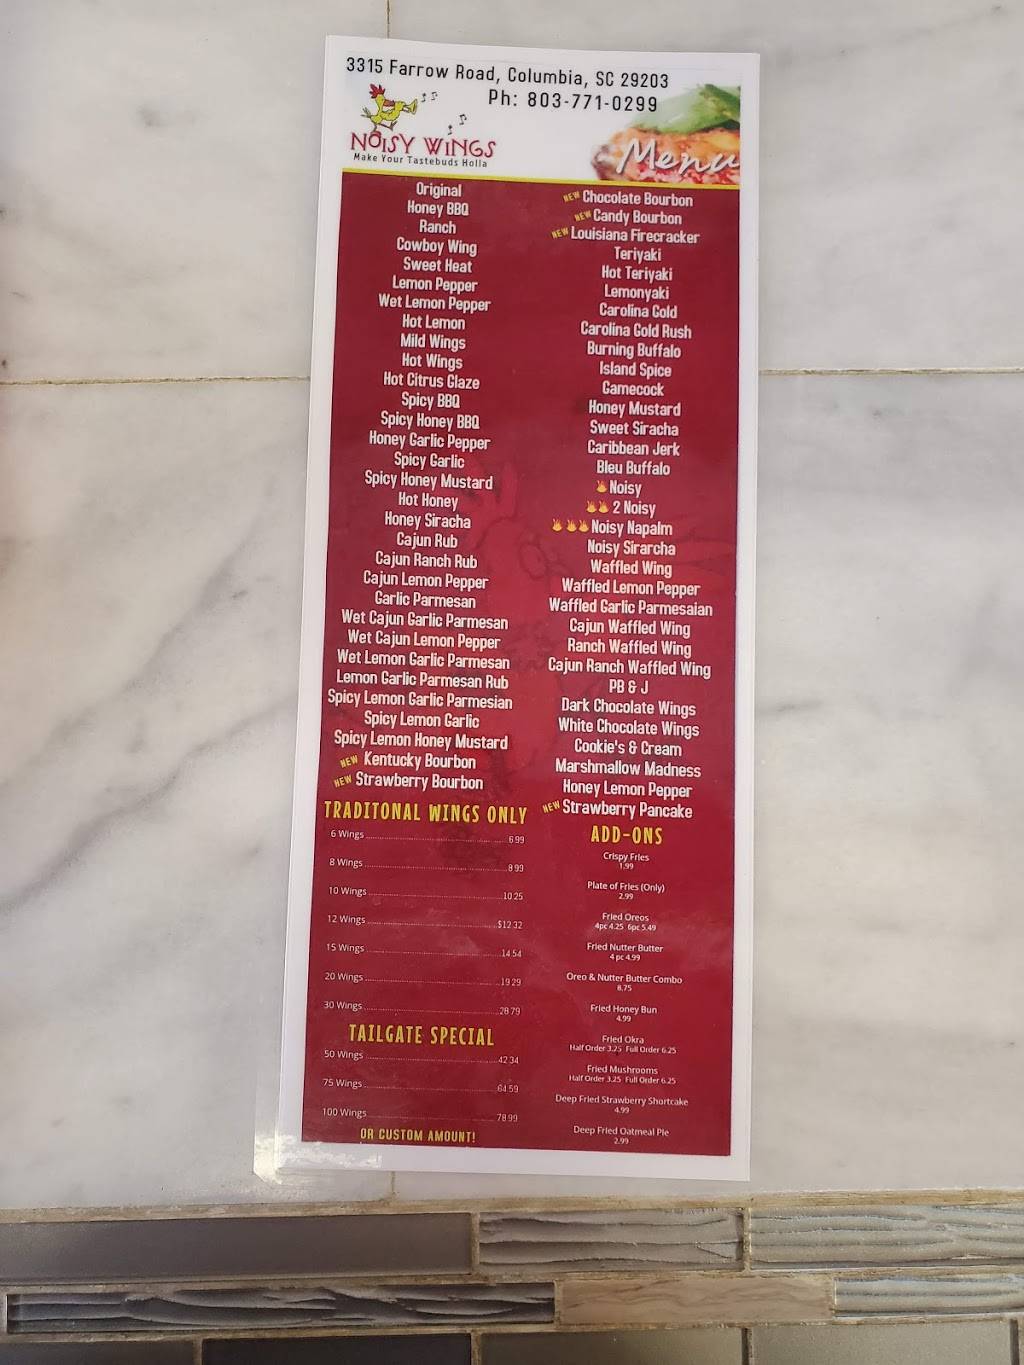 3315 Farrow Road, Columbia, SC 29203
Ph: 803-771-0299
NOISY WINGS
Make Your Tastebuds Holla
Menu
Original
Honey BBQ
Ranch
Cowboy Wing
Sweet Heat
Lemon Pepper
Wet Lemon Pepper
Hot Lemon
Mild Wings
Hot Wings
Hot Citrus Glaze
Spicy BBQ
Spicy Honey BBQ
Honey Garlic Pepper
Spicy Garlic
Spicy Honey Mustard
Hot Honey
Honey Siracha
Cajun Rub
Cajun Ranch Rub
Cajun Lemon Pepper
Garlic Parmesan
Wet Cajun Garlic Parmesan
Wet Cajun Lemon Pepper
Wet Lemon Garlic Parmesan
Lemon Garlic Parmesan Rub
Spicy Lemon Garlic Parmesian
Spicy Lemon Garlic
Spicy Lemon Honey Mustard
NEW Kentucky Bourbon
NEW Strawberry Bourbon
TRADITONAL WINGS ONLY
6 Wings 6.99
8 Wings 8.99
10 Wings 10.25
12 Wings $12.32
15 Wings 14.54
20 Wings 19.29
30 Wings 28.79
TAILGATE SPECIAL
50 Wings 42.34
75 Wings 64.59
100 Wings 78.99
OR CUSTOM AMOUNT!
NEW Chocolate Bourbon
NEW Candy Bourbon
NEW Louisiana Firecracker
Teriyaki
Hot Teriyaki
Lemonyaki
Carolina Gold
Carolina Gold Rush
Burning Buffalo
Island Spice
Gamecock
Honey Mustard
Sweet Siracha
Caribbean Jerk
Bleu Buffalo
Noisy
2 Noisy
Noisy Napalm
Noisy Sirarcha
Waffled Wing
Waffled Lemon Pepper
Waffled Garlic Parmesaian
Cajun Waffled Wing
Ranch Waffled Wing
Cajun Ranch Waffled Wing
PB & J
Dark Chocolate Wings
White Chocolate Wings
Cookie's & Cream
Marshmallow Madness
Honey Lemon Pepper
NEW Strawberry Pancake
ADD-ONS
Crispy Fries
1.99
Plate of Fries (Only)
2.99
Fried Oreos
4pc 4.25 6pc 5.49
Fried Nutter Butter
4 pc 4.99
Oreo & Nutter Butter Combo
8.75
Fried Honey Bun
4.99
Fried Okra
Half Order 3.25 Full Order 6.25
Fried Mushrooms
Half Order 3.25 Full Order 6.25
Deep Fried Strawberry Shortcake
4.99
Deep Fried Oatmeal Pie
2.99